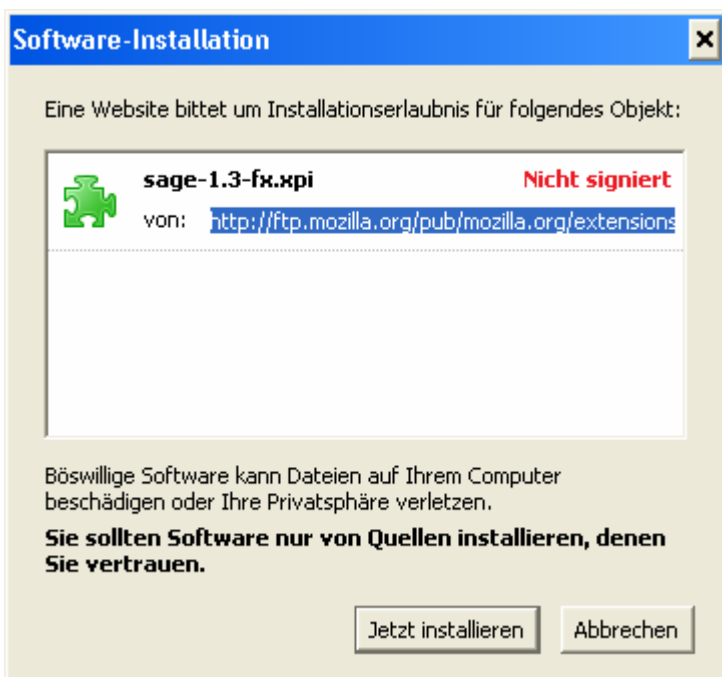 Software-Installation
Eine Website bittet um Installationserlaubnis für folgendes Objekt:
sage-1.3-fx.xpi Nicht signiert
von: http://ftp.mozilla.org/pub/mozilla.org/extensions
Böswillige Software kann Dateien auf Ihrem Computer
beschädigen oder Ihre Privatsphäre verletzen.
Sie sollten Software nur von Quellen installieren, denen
Sie vertrauen.
Jetzt installieren Abbrechen